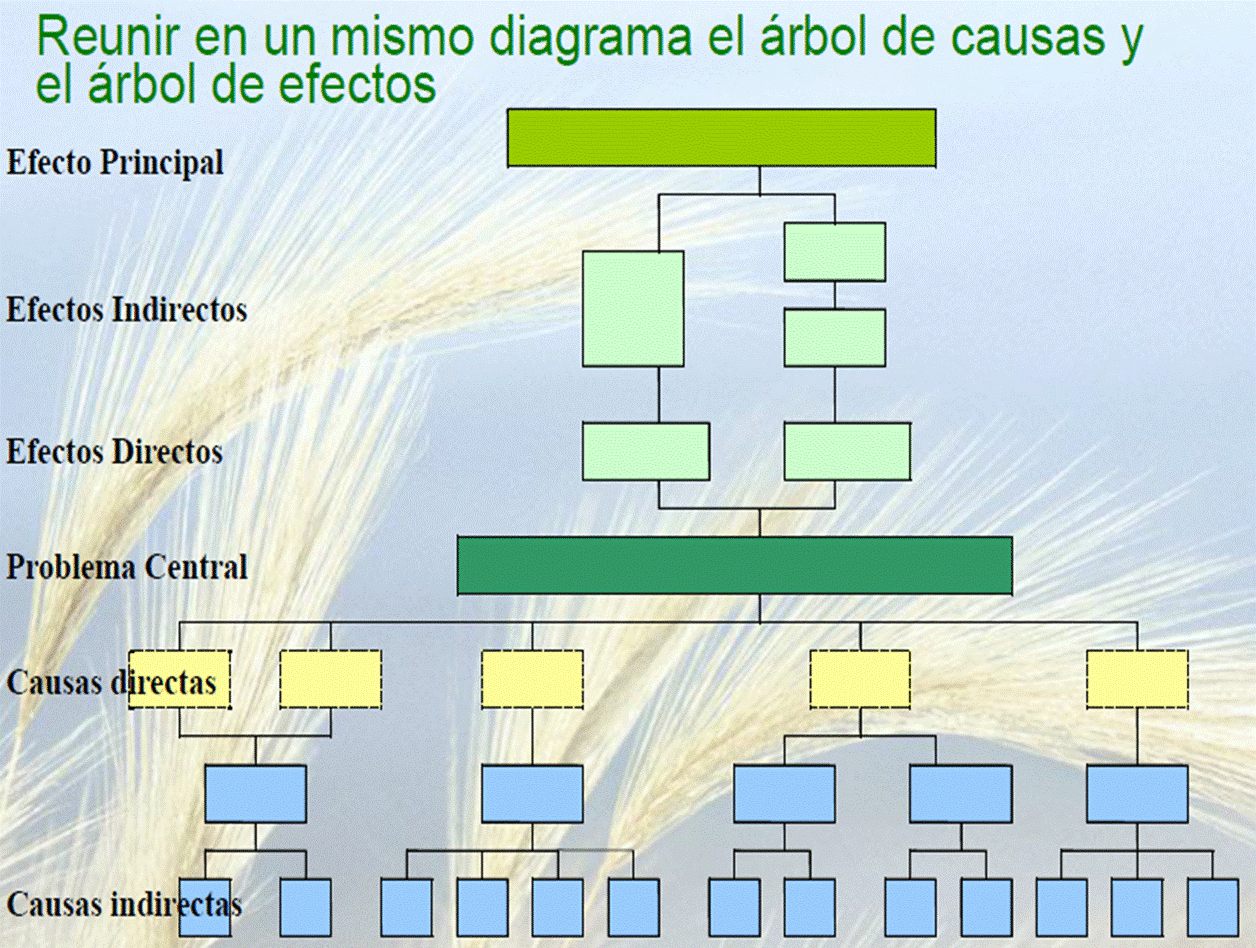 Reunir en un mismo diagrama el árbol de causas y
el árbol de efectos
Efecto Principal
Efectos Indirectos
Efectos Directos
Problema Central
Causas directas
Causas indirectas